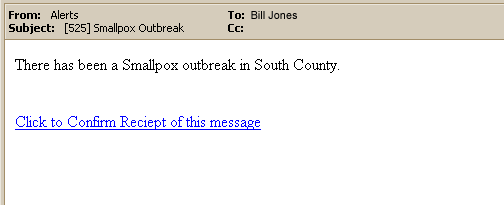 From: Alerts To: Bill Jones
Subject: [525] Smallpox Outbreak Cc:
There has been a Smallpox outbreak in South County.
Click to Confirm Reciept of this message